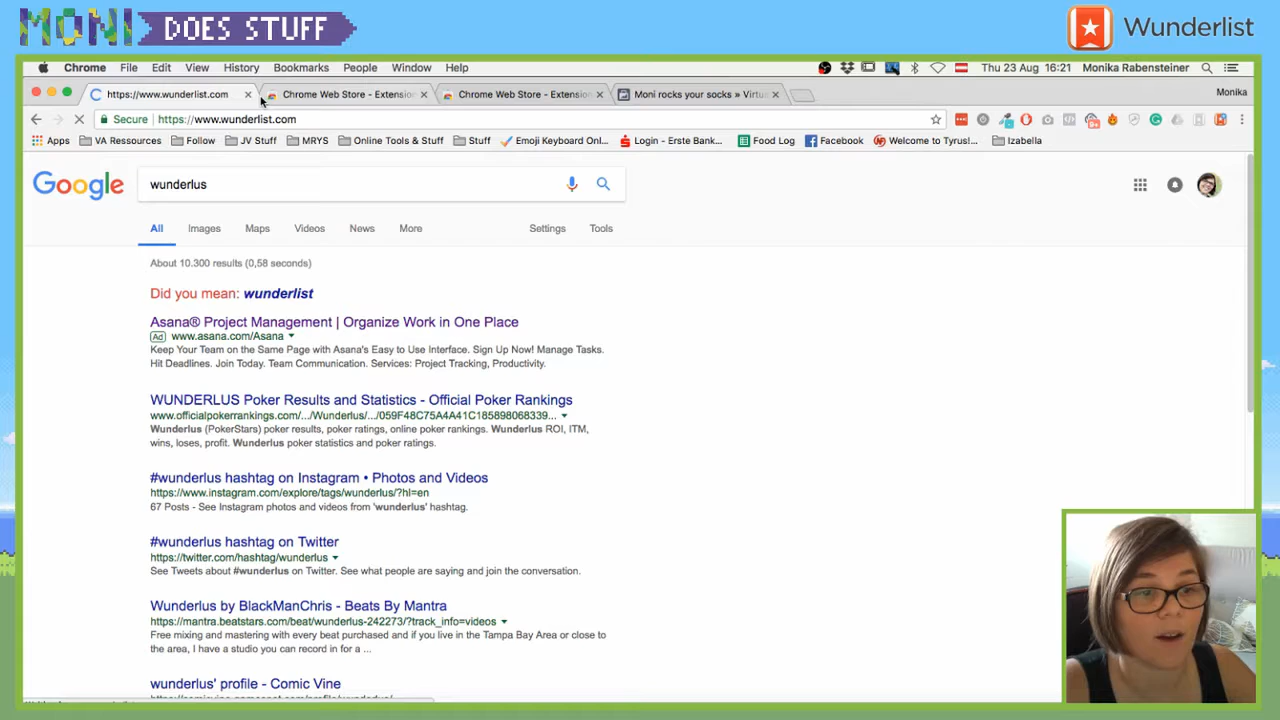 MONI DOES STUFF
Wunderlist
Chrome File Edit View History Bookmarks People Window Help
Thu 23 Aug 16:21 Monika Rabensteiner
https://www.wunderlist.com
Chrome Web Store - Extension
Chrome Web Store - Extension
Moni rocks your socks » Virtu
Monika
Secure https://www.wunderlist.com
Apps VA Resources Follow JV Stuff MRYS Online Tools & Stuff Stuff Emoji Keyboard Onl... Login - Erste Bank... Food Log Facebook Welcome to Tyrus!... Izabella
Google
wunderlus
All Images Maps Videos News More Settings Tools
About 10.300 results (0,58 seconds)
Did you mean: wunderlist
Asana® Project Management | Organize Work in One Place
Ad www.asana.com/Asana
Keep Your Team on the Same Page with Asana's Easy to Use Interface. Sign Up Now! Manage Tasks.
Hit Deadlines. Join Today. Team Communication. Services: Project Tracking, Productivity.
WUNDERLUS Poker Results and Statistics - Official Poker Rankings
www.officialpokerrankings.com/.../Wunderlus/.../059F48C75A4A41C185898068339...
Wunderlus (PokerStars) poker results, poker ratings, online poker rankings. Wunderlus ROI, ITM,
wins, loses, profit. Wunderlus poker statistics and poker ratings.
#wunderlus hashtag on Instagram • Photos and Videos
https://www.instagram.com/explore/tags/wunderlus/?hl=en
67 Posts - See Instagram photos and videos from 'wunderlus' hashtag.
#wunderlus hashtag on Twitter
https://twitter.com/hashtag/wunderlus
See Tweets about #wunderlus on Twitter. See what people are saying and join the conversation.
Wunderlus by BlackManChris - Beats By Mantra
https://mantra.beatstars.com/beat/wunderlus-242273/?track_info=videos
Free mixing and mastering with every beat purchased and if you live in the Tampa Bay Area or close to
the area, I have a studio you can record in for a ...
wunderlus' profile - Comic Vine